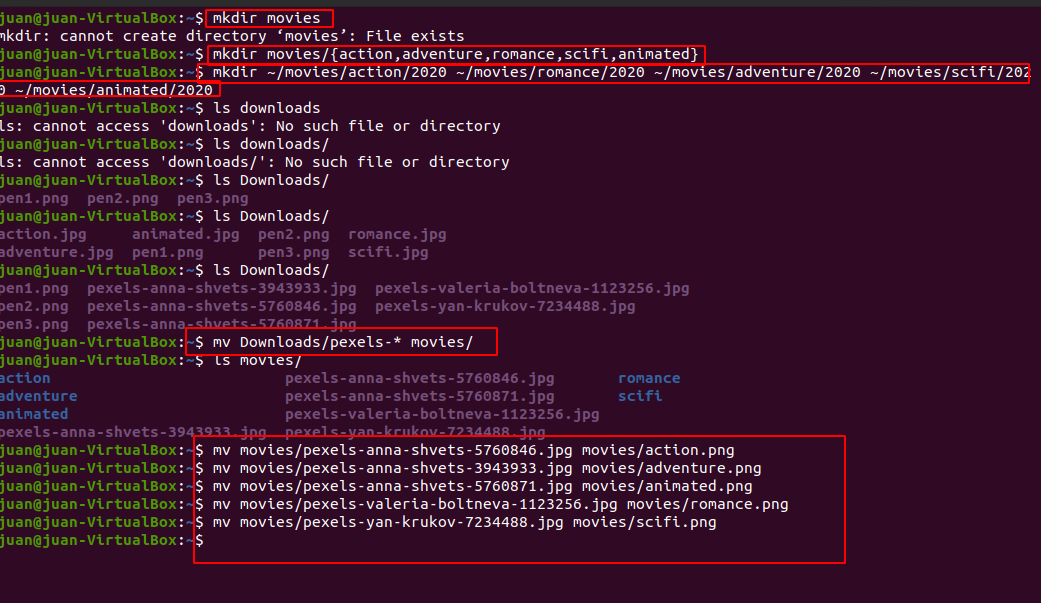 juan@juan-VirtualBox:~$ mkdir movies
mkdir: cannot create directory ‘movies’: File exists
juan@juan-VirtualBox:~$ mkdir movies/{action,adventure,romance,scifi,animated}
juan@juan-VirtualBox:~$ mkdir ~/movies/action/2020 ~/movies/romance/2020 ~/movies/adventure/2020 ~/movies/scifi/202
0 ~/movies/animated/2020
juan@juan-VirtualBox:~$ ls downloads
ls: cannot access 'downloads': No such file or directory
juan@juan-VirtualBox:~$ ls downloads/
ls: cannot access 'downloads/': No such file or directory
juan@juan-VirtualBox:~$ ls Downloads/
pen1.png  pen2.png  pen3.png
juan@juan-VirtualBox:~$ ls Downloads/
action.jpg     animated.jpg  pen2.png  romance.jpg
adventure.jpg  pen1.png      pen3.png  scifi.jpg
juan@juan-VirtualBox:~$ ls Downloads/
pen1.png  pexels-anna-shvets-3943933.jpg  pexels-valeria-boltneva-1123256.jpg
pen2.png  pexels-anna-shvets-5760846.jpg  pexels-yan-krukov-7234488.jpg
pen3.png  pexels-anna-shvets-5760871.jpg
juan@juan-VirtualBox:~$ mv Downloads/pexels-* movies/
juan@juan-VirtualBox:~$ ls movies/
action                          pexels-anna-shvets-5760846.jpg       romance
adventure                       pexels-anna-shvets-5760871.jpg       scifi
animated                        pexels-valeria-boltneva-1123256.jpg
pexels-anna-shvets-3943933.jpg  pexels-yan-krukov-7234488.jpg
juan@juan-VirtualBox:~$ mv movies/pexels-anna-shvets-5760846.jpg movies/action.png
juan@juan-VirtualBox:~$ mv movies/pexels-anna-shvets-3943933.jpg movies/adventure.png
juan@juan-VirtualBox:~$ mv movies/pexels-anna-shvets-5760871.jpg movies/animated.png
juan@juan-VirtualBox:~$ mv movies/pexels-valeria-boltneva-1123256.jpg movies/romance.png
juan@juan-VirtualBox:~$ mv movies/pexels-yan-krukov-7234488.jpg movies/scifi.png
juan@juan-VirtualBox:~$